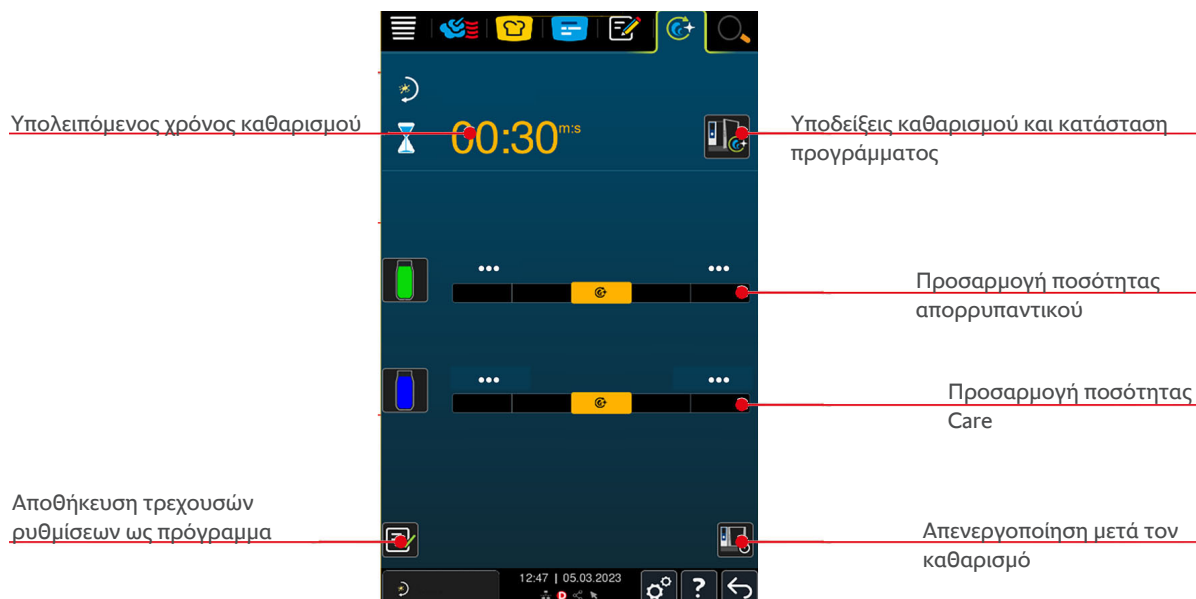 Υπολειπόμενος χρόνος καθαρισμού
00:30 m:s
Υποδείξεις καθαρισμού και κατάσταση
προγράμματος
Προσαρμογή ποσότητας
απορρυπαντικού
Προσαρμογή ποσότητας
Care
Αποθήκευση τρεχουσών
ρυθμίσεων ως πρόγραμμα
Απενεργοποίηση μετά τον
καθαρισμό
12:47 | 05.03.2023
D
?